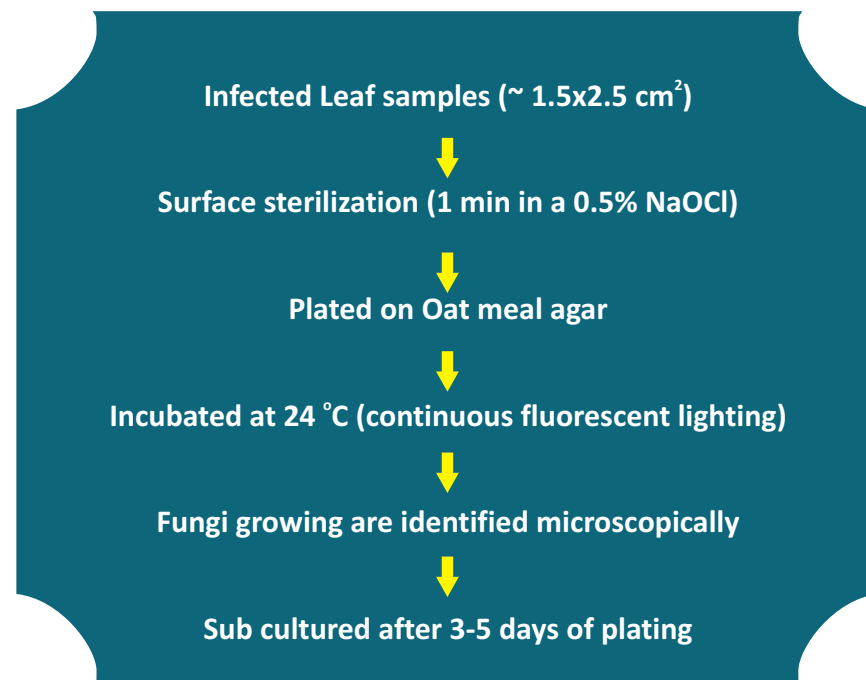 Infected Leaf samples (~ 1.5x2.5 cm²)
Surface sterilization (1 min in a 0.5% NaOCl)
Plated on Oat meal agar
Incubated at 24 °C (continuous fluorescent lighting)
Fungi growing are identified microscopically
Sub cultured after 3-5 days of plating